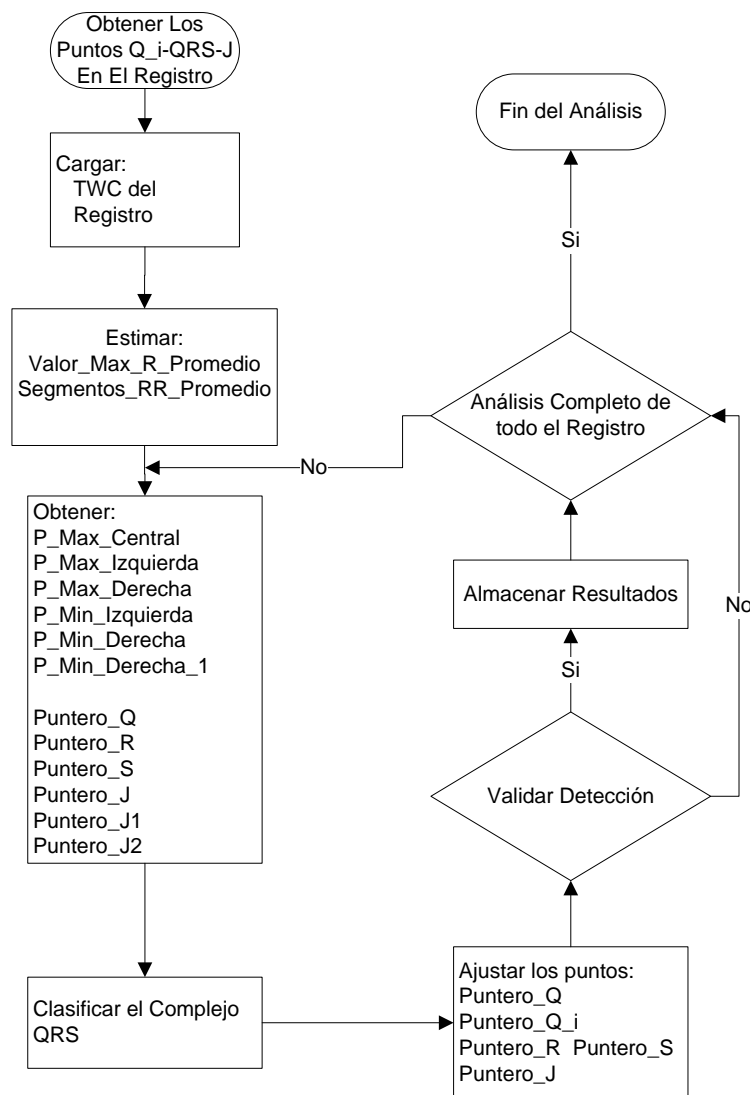 Obtener Los
Puntos Q_i-QRS-J
En El Registro
Cargar:
TWC del
Registro
Estimar:
Valor_Max_R_Promedio
Segmentos_RR_Promedio
Obtener:
P_Max_Central
P_Max_Izquierda
P_Max_Derecha
P_Min_Izquierda
P_Min_Derecha
P_Min_Derecha_1
Puntero_Q
Puntero_R
Puntero_S
Puntero_J
Puntero_J1
Puntero_J2
Clasificar el Complejo
QRS
Ajustar los puntos:
Puntero_Q
Puntero_Q_i
Puntero_R Puntero_S
Puntero_J
Validar Detección
Si
No
Almacenar Resultados
Análisis Completo de
todo el Registro
No
Si
Fin del Análisis